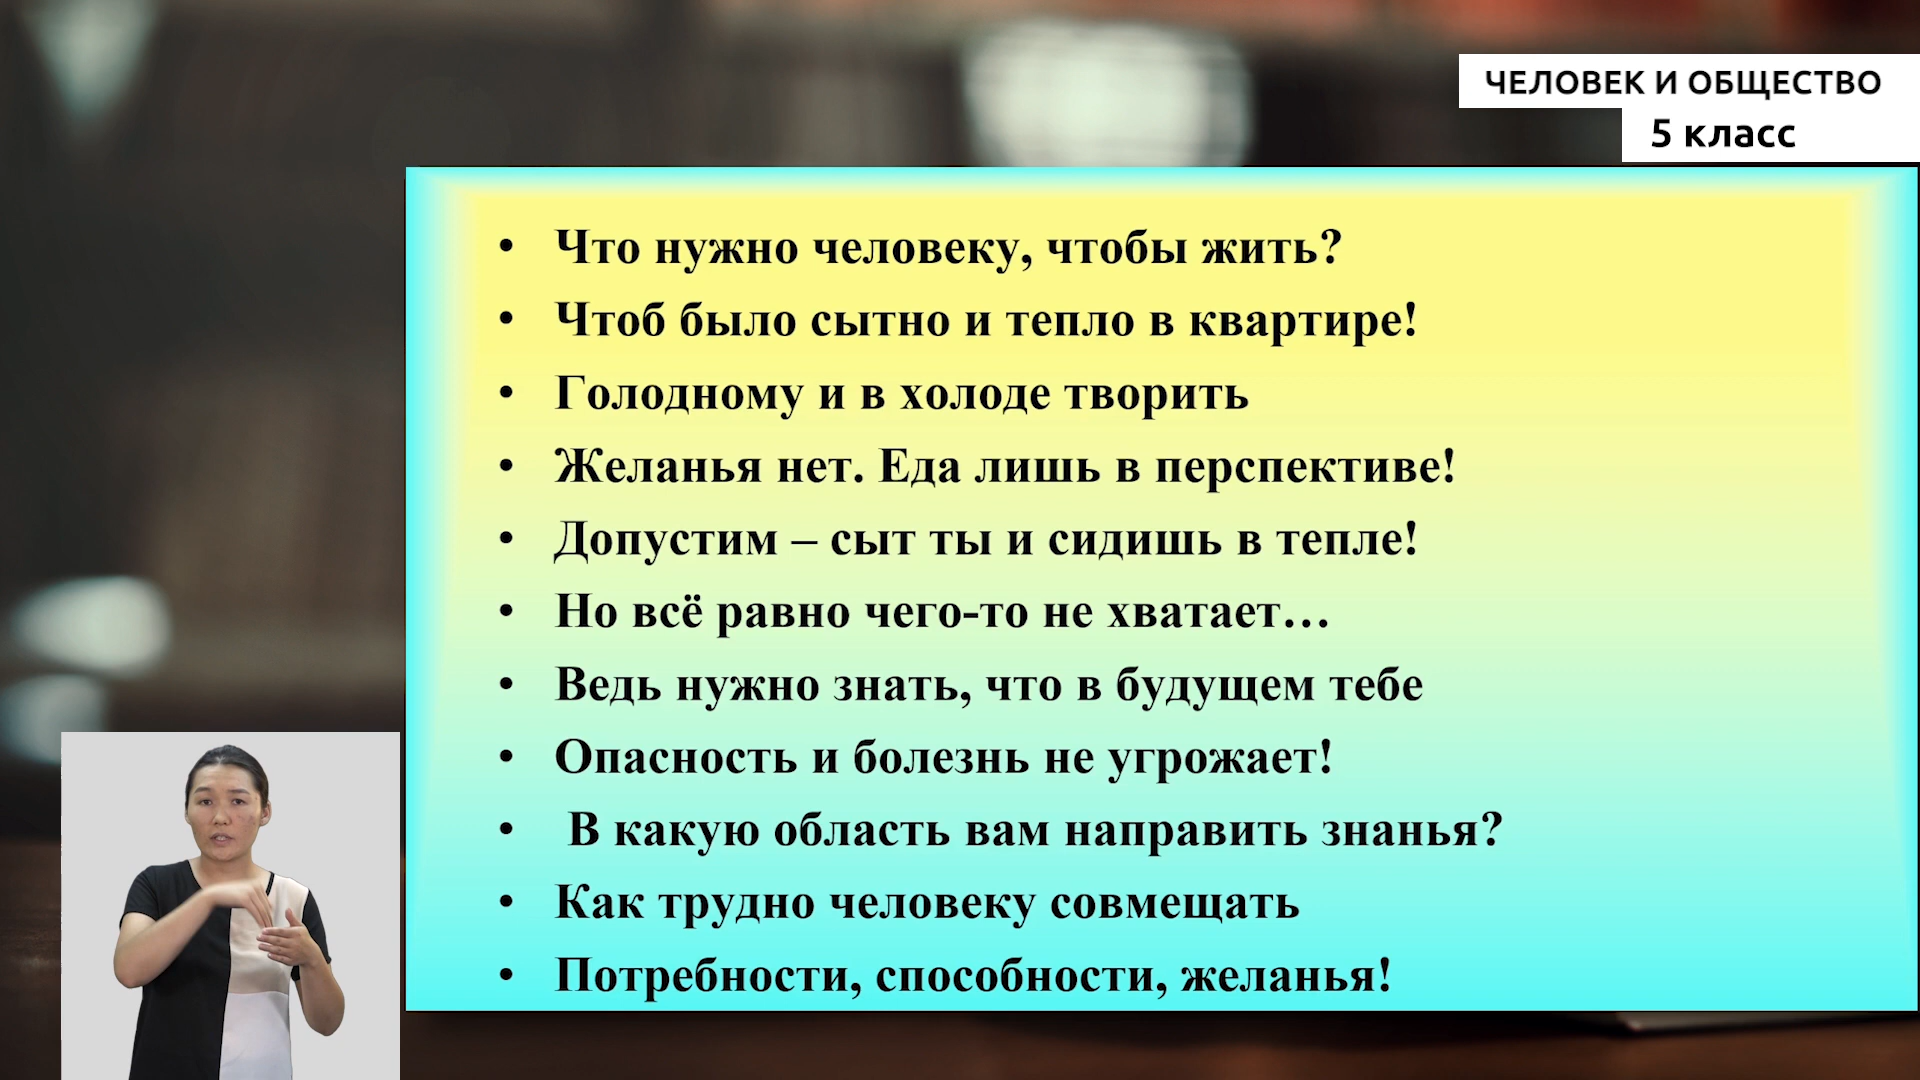 ЧЕЛОВЕК И ОБЩЕСТВО
5 класс
• Что нужно человеку, чтобы жить?
• Чтоб было сытно и тепло в квартире!
• Голодному и в холоде творить
• Желанья нет. Еда лишь в перспективе!
• Допустим – сыт ты и сидишь в тепле!
• Но всё равно чего-то не хватает…
• Ведь нужно знать, что в будущем тебе
• Опасность и болезнь не угрожает!
• В какую область вам направить знанья?
• Как трудно человеку совмещать
• Потребности, способности, желанья!